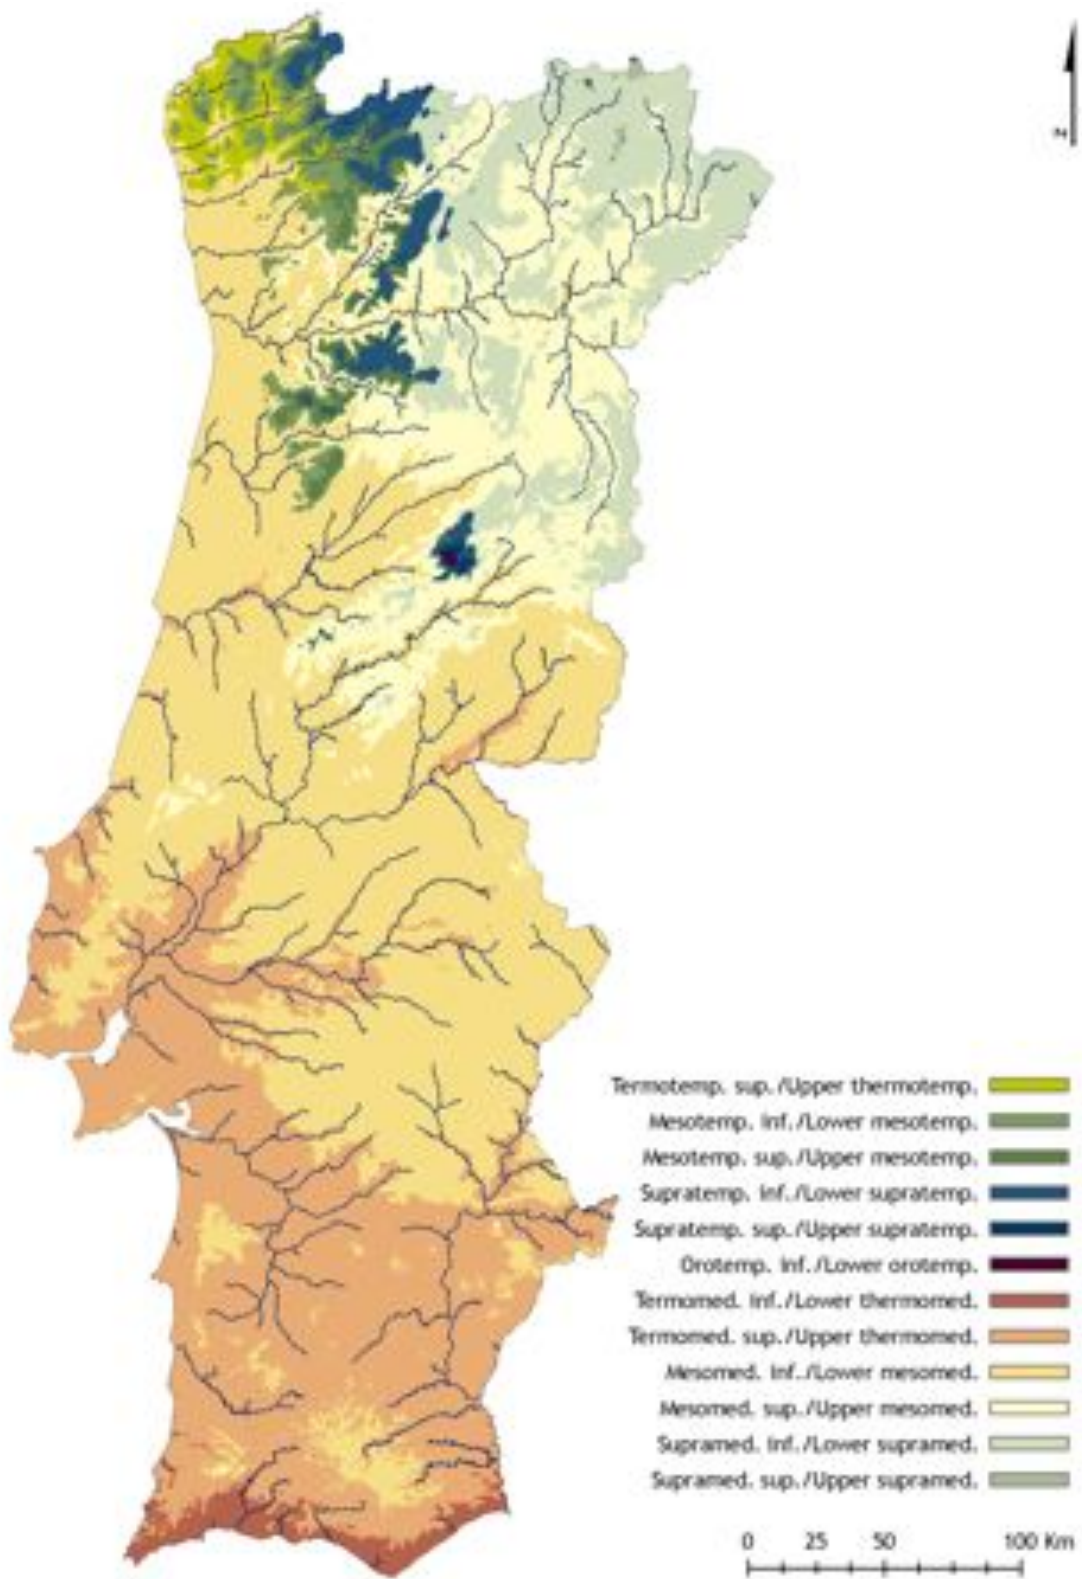 N
Termotemp. sup./Upper thermotemp.
Mesotemp. inf./Lower mesotemp.
Mesotemp. sup./Upper mesotemp.
Supratemp. inf./Lower supratemp.
Supratemp. sup./Upper supratemp.
Orotemp. inf./Lower orotemp.
Termomed. inf./Lower thermomed.
Termomed. sup./Upper thermomed.
Mesomed. inf./Lower mesomed.
Mesomed. sup./Upper mesomed.
Supramed. inf./Lower supramed.
Supramed. sup./Upper supramed.
0 25 50 100 Km